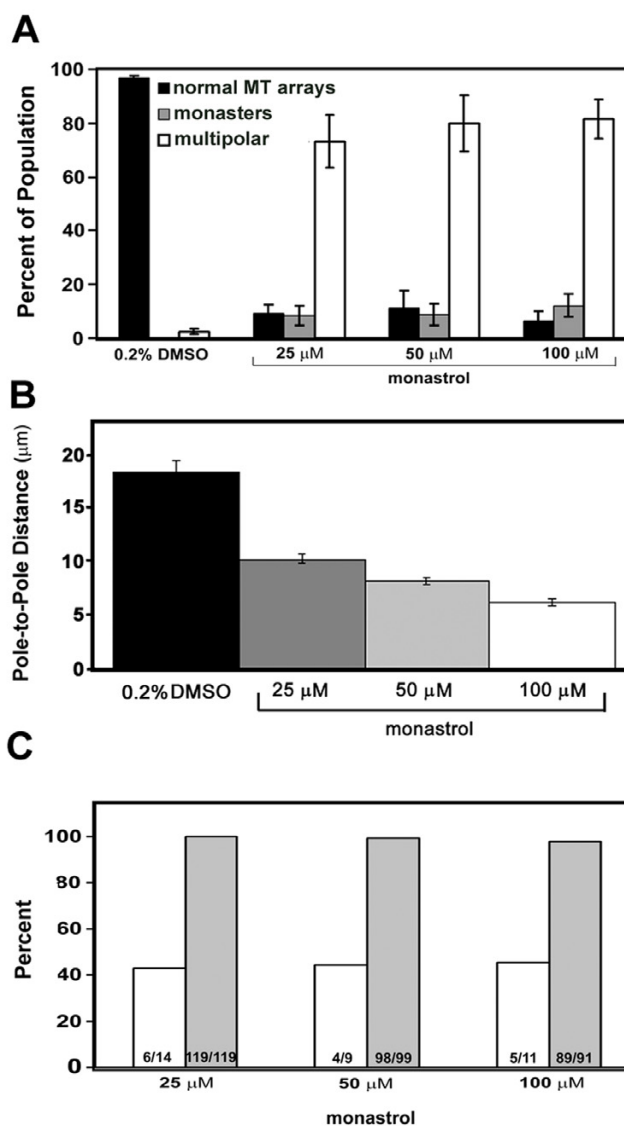 A
Percent of Population
100
80
60
40
20
0
normal MT arrays
monasters
multipolar
0.2% DMSO
25 μM
50 μM
100 μM
monastrol
B
Pole-to-Pole Distance (μm)
20
15
10
5
0
0.2%DMSO
25 μM
50 μM
100 μM
monastrol
C
Percent
100
80
60
40
20
0
6/14
119/119
4/9
98/99
5/11
89/91
25 μM
50 μM
100 μM
monastrol